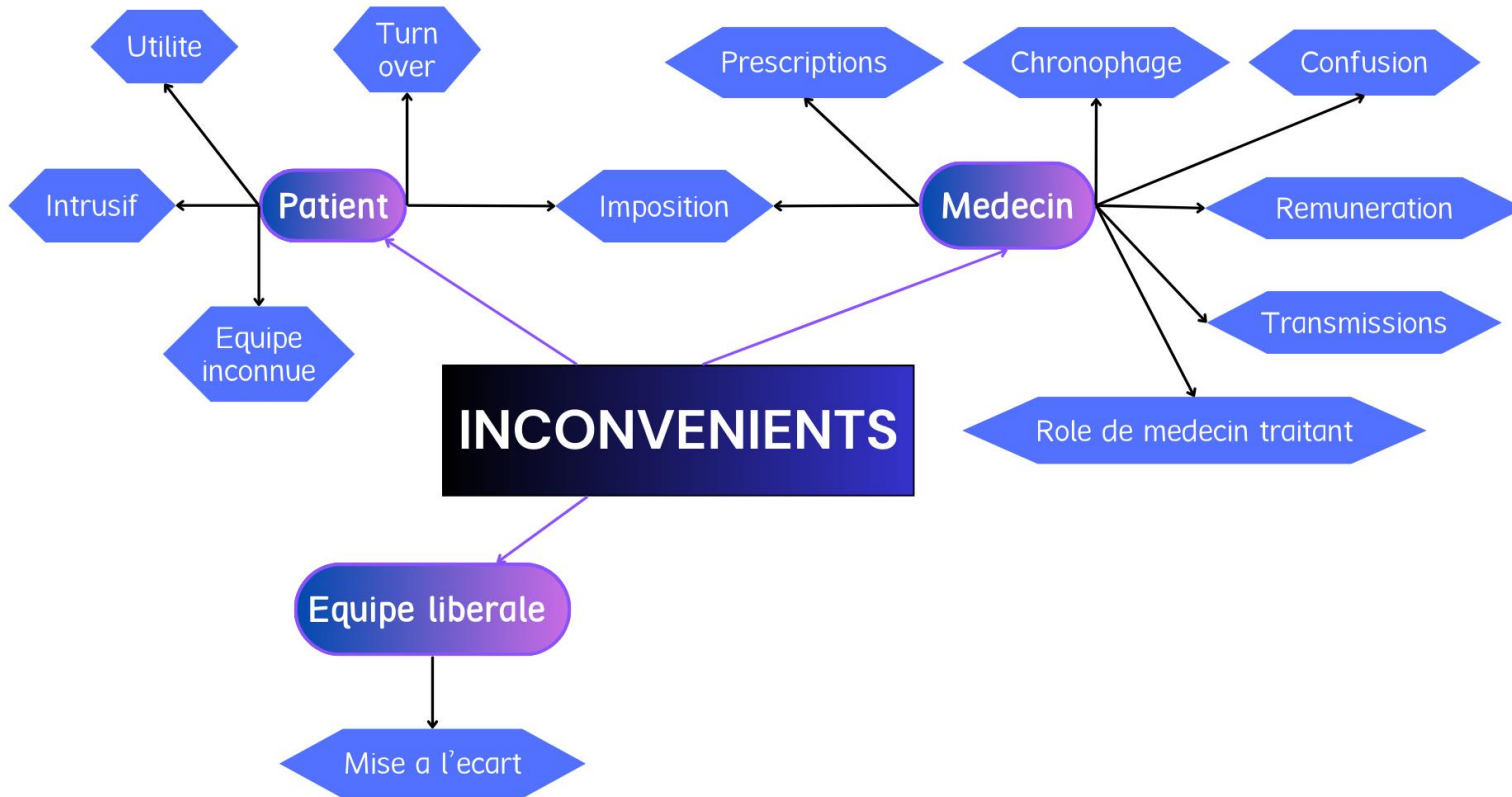 Utilite
Turn
over
Prescriptions
Chronophage
Confusion
Intrusif
Patient
Imposition
Medecin
Remuneration
Equipe
inconnue
Transmissions
Role de medecin traitant
INCONVENIENTS
Equipe liberale
Mise a l'ecart